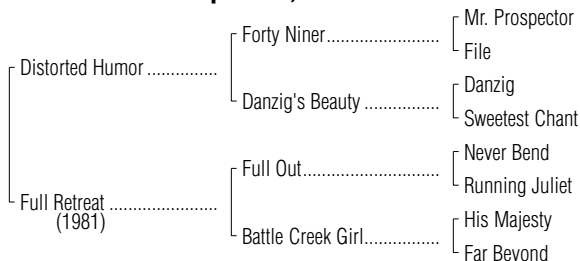 Mr. Prospector
Forty Niner
File
Distorted Humor
Danzig
Danzig's Beauty
Sweetest Chant
Never Bend
Full Out
Running Juliet
Full Retreat
(1981)
His Majesty
Battle Creek Girl
Far Beyond